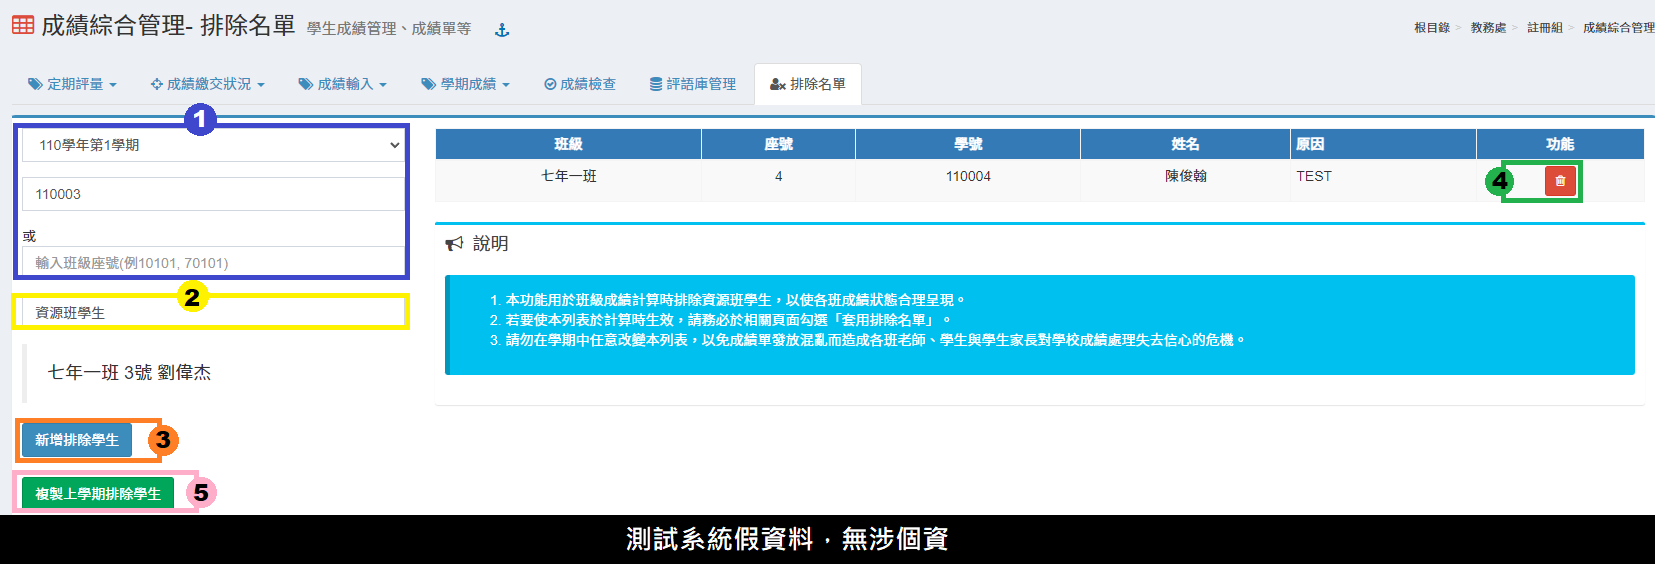 成績綜合管理- 排除名單 學生成績管理、成績單等
根目錄 > 教務處 > 註冊組 > 成績綜合管理
定期評量 成績繳交狀況 成績輸入 學期成績 成績檢查 評語庫管理 排除名單
1
110學年第1學期
110003
或
輸入班級座號(例10101, 70101)
2
資源班學生
七年一班 3號 劉偉杰
新增排除學生 3
複製上學期排除學生 5
班級 座號 學號 姓名 原因 功能
七年一班 4 110004 陳俊翰 TEST 4
說明
1. 本功能用於班級成績計算時排除資源班學生，以使各班成績狀態合理呈現。
2. 若要使本列表於計算時生效，請務必於相關頁面勾選「套用排除名單」。
3. 請勿在學期中任意改變本列表，以免成績單發放混亂而造成各班老師、學生與學生家長對學校成績處理失去信心的危機。
測試系統假資料，無涉個資